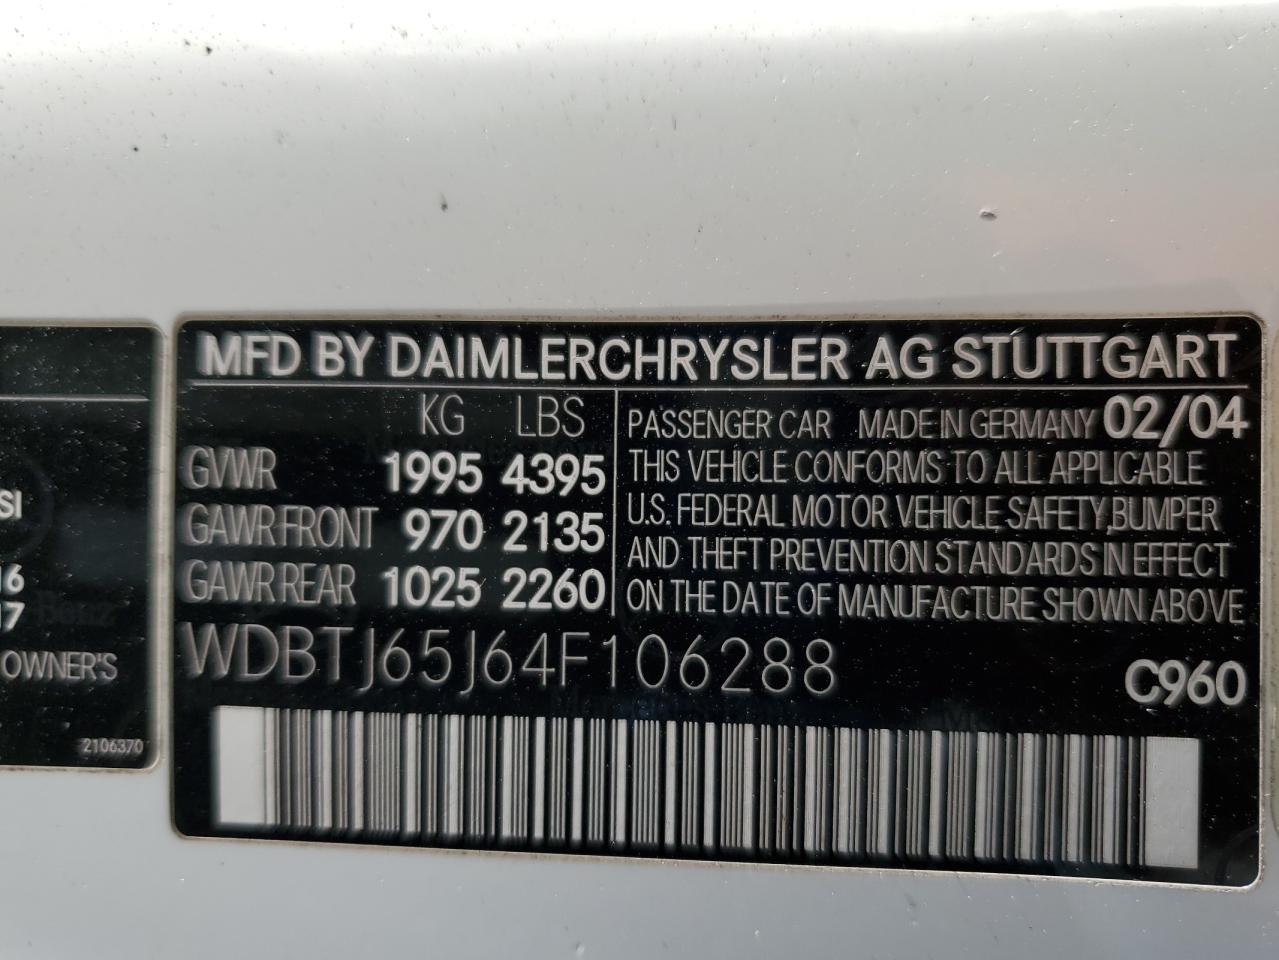 MFD BY DAIMLERCHRYSLER AG STUTTGART
KG LBS
GVWR 1995 4395
GAWR FRONT 970 2135
GAWR REAR 1025 2260
PASSENGER CAR MADE IN GERMANY 02/04
THIS VEHICLE CONFORMS TO ALL APPLICABLE
U.S. FEDERAL MOTOR VEHICLE SAFETY, BUMPER
AND THEFT PREVENTION STANDARDS IN EFFECT
ON THE DATE OF MANUFACTURE SHOWN ABOVE
WDBTJ65J64F106288
C960
SI
16
17
OWNER'S
2106370